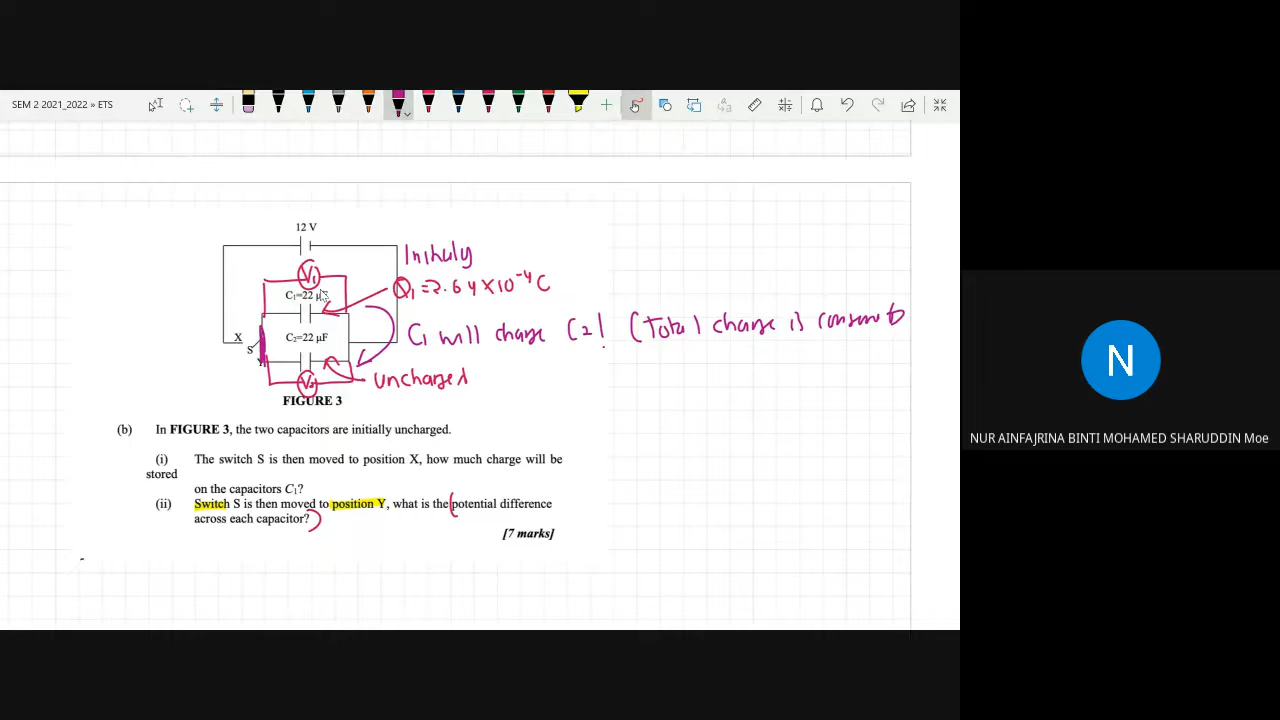 SEM 2 2021_2022 » ETS
12 V
Initially
V1
Q1 = 2.64 × 10⁻⁴ C
C1=22 µF
C1 will charge C2! (Total charge is conserved
X
C2=22 µF
S
Y
uncharged
V2
FIGURE 3
(b) In FIGURE 3, the two capacitors are initially uncharged.
(i) The switch S is then moved to position X, how much charge will be
stored
on the capacitors C1?
(ii) Switch S is then moved to position Y, what is the (potential difference
across each capacitor?)
[7 marks]
N
NUR AINFAJRINA BINTI MOHAMED SHARUDDIN Moe